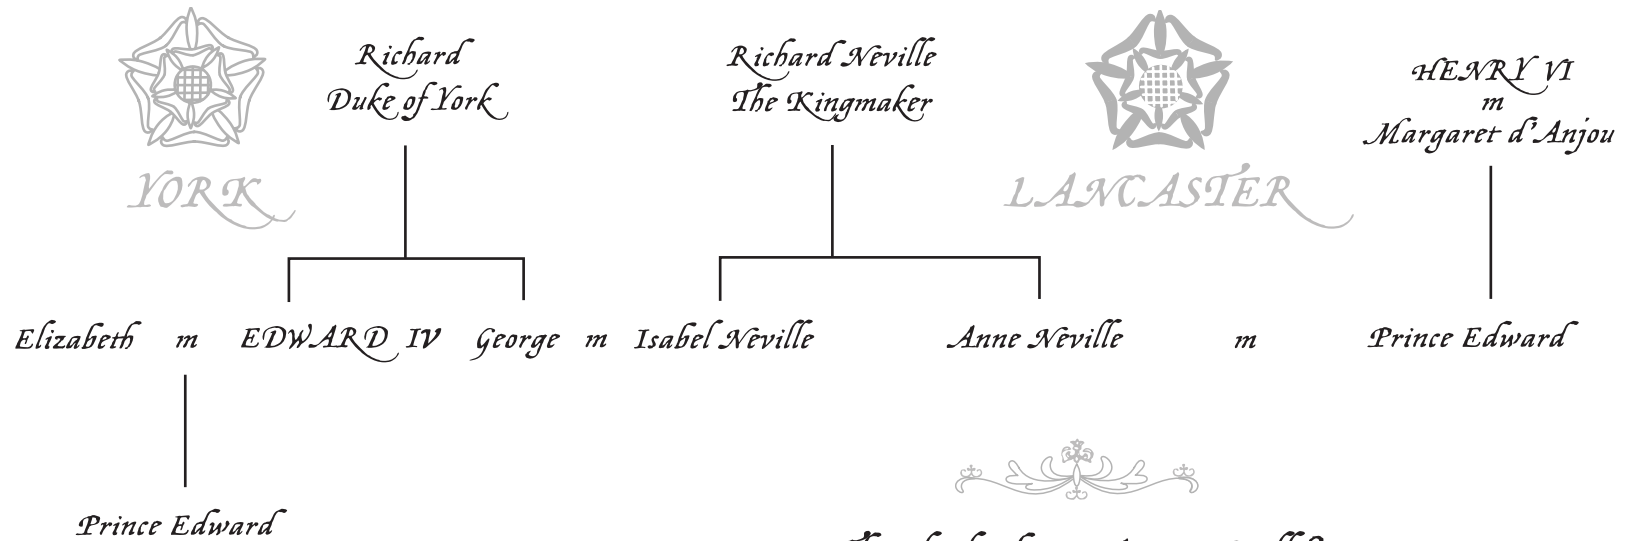 Richard
Duke of York
Richard Neville
The Kingmaker
HENRY VI
m
Margaret d'Anjou
YORK
LANCASTER
Elizabeth m EDWARD IV George m Isabel Neville Anne Neville m Prince Edward
Prince Edward